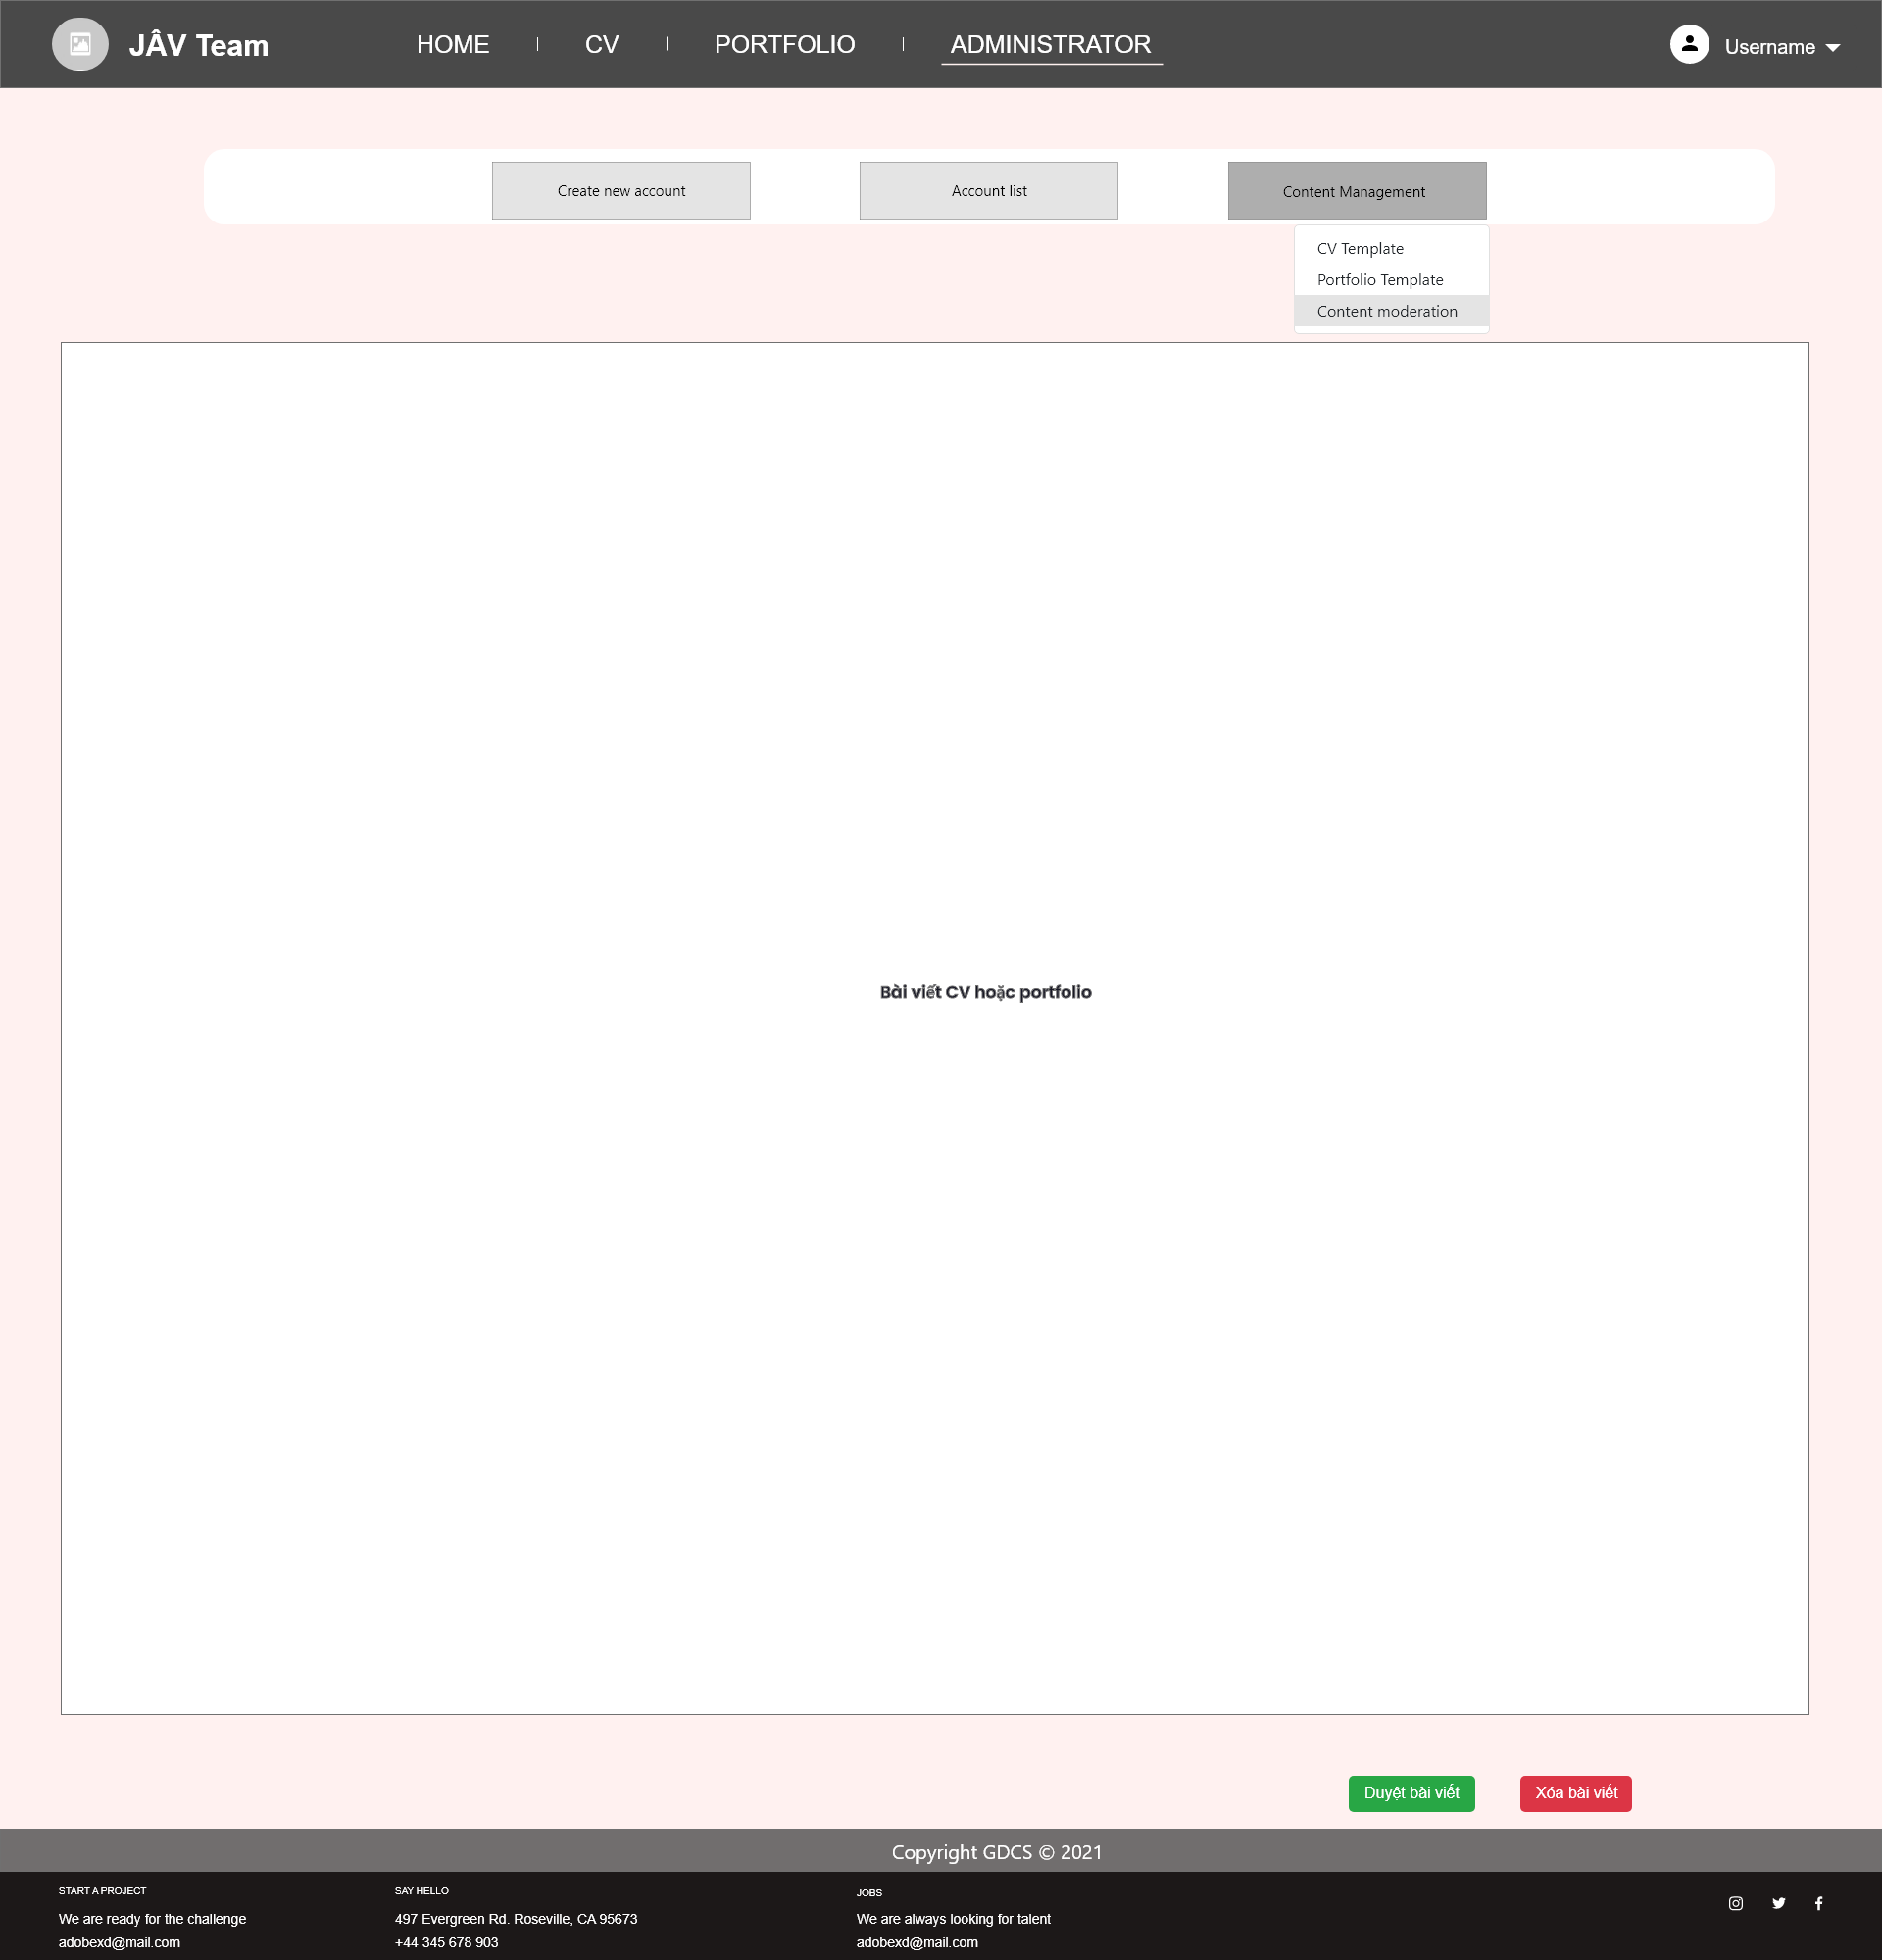 JÂV Team
HOME
CV
PORTFOLIO
ADMINISTRATOR
Username
Create new account
Account list
Content Management
CV Template
Portfolio Template
Content moderation
Bài viết CV hoặc portfolio
Duyệt bài viết
Xóa bài viết
Copyright GDCS © 2021
START A PROJECT
We are ready for the challenge
adobexd@mail.com
SAY HELLO
497 Evergreen Rd. Roseville, CA 95673
+44 345 678 903
JOBS
We are always looking for talent
adobexd@mail.com